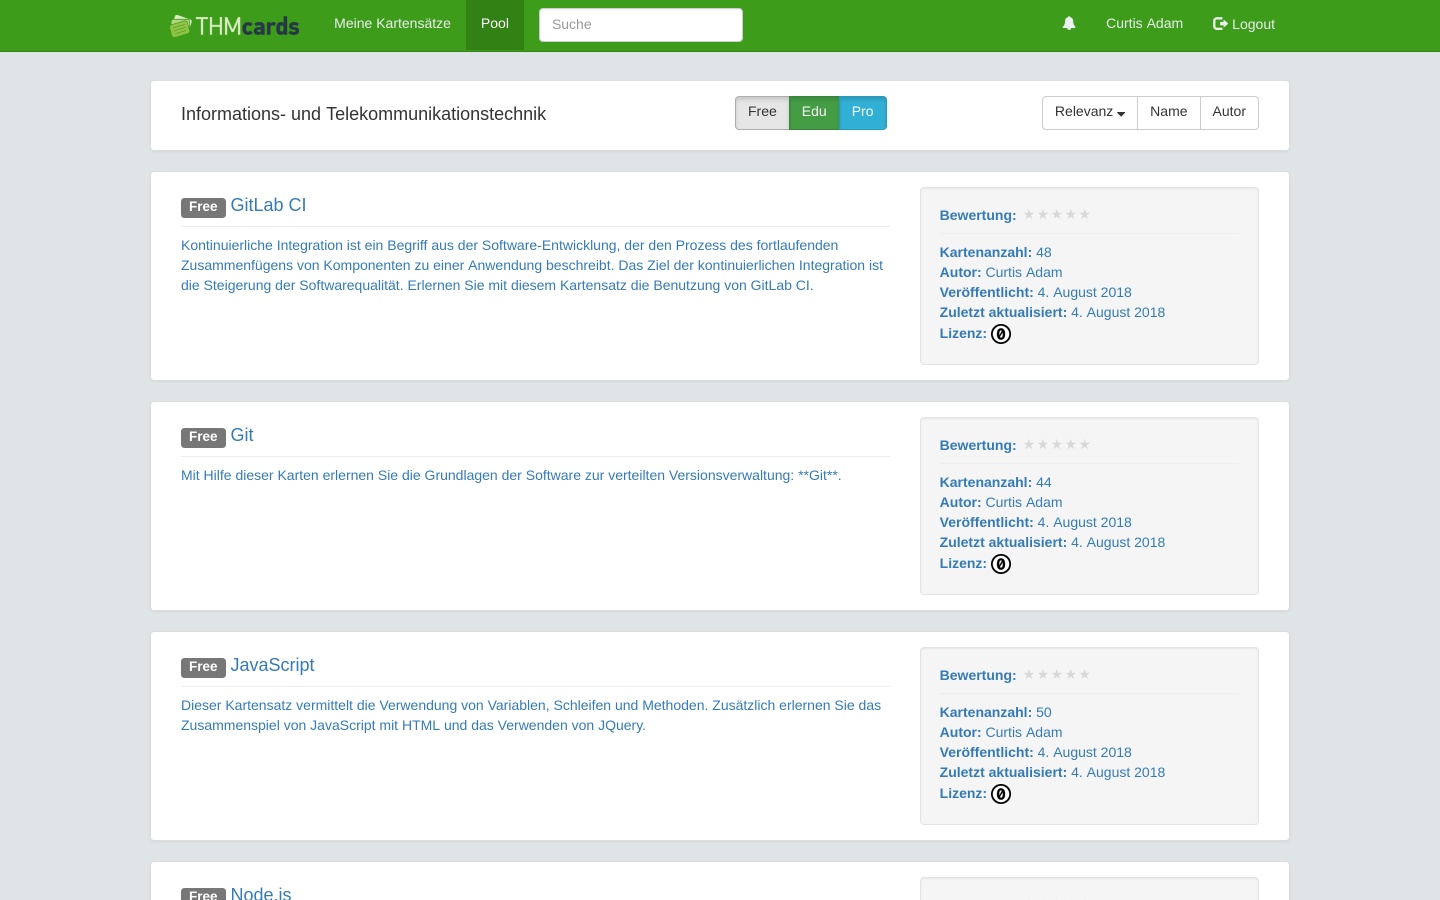 THMcards Meine Kartensätze Pool Suche Curtis Adam Logout
Informations- und Telekommunikationstechnik Free Edu Pro Relevanz Name Autor
Free GitLab CI
Kontinuierliche Integration ist ein Begriff aus der Software-Entwicklung, der den Prozess des fortlaufenden
Zusammenfügens von Komponenten zu einer Anwendung beschreibt. Das Ziel der kontinuierlichen Integration ist
die Steigerung der Softwarequalität. Erlernen Sie mit diesem Kartensatz die Benutzung von GitLab CI.
Bewertung: ★★★★★
Kartenanzahl: 48
Autor: Curtis Adam
Veröffentlicht: 4. August 2018
Zuletzt aktualisiert: 4. August 2018
Lizenz: 0
Free Git
Mit Hilfe dieser Karten erlernen Sie die Grundlagen der Software zur verteilten Versionsverwaltung: **Git**.
Bewertung: ★★★★★
Kartenanzahl: 44
Autor: Curtis Adam
Veröffentlicht: 4. August 2018
Zuletzt aktualisiert: 4. August 2018
Lizenz: 0
Free JavaScript
Dieser Kartensatz vermittelt die Verwendung von Variablen, Schleifen und Methoden. Zusätzlich erlernen Sie das
Zusammenspiel von JavaScript mit HTML und das Verwenden von JQuery.
Bewertung: ★★★★★
Kartenanzahl: 50
Autor: Curtis Adam
Veröffentlicht: 4. August 2018
Zuletzt aktualisiert: 4. August 2018
Lizenz: 0
Free Node.js